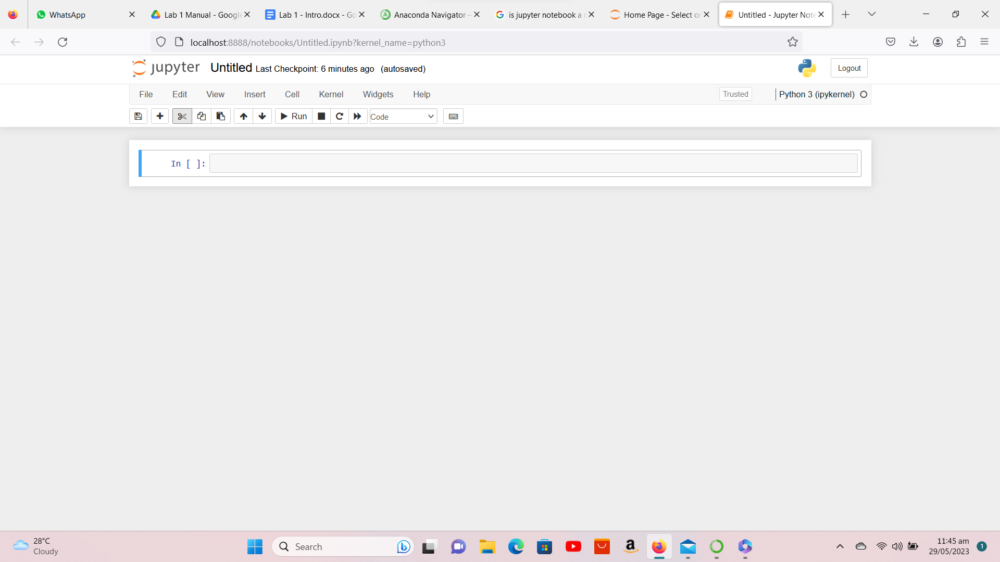 WhatsApp
Lab 1 Manual - Google
Lab 1 - Intro.docx - Go
Anaconda Navigator —
is jupyter notebook a c
Home Page - Select or
Untitled - Jupyter Note
localhost:8888/notebooks/Untitled.ipynb?kernel_name=python3
jupyter Untitled Last Checkpoint: 6 minutes ago (autosaved)
Logout
File Edit View Insert Cell Kernel Widgets Help
Trusted
Python 3 (ipykernel)
Run
Code
In [ ]:
28°C
Cloudy
Search
11:45 am
29/05/2023
1